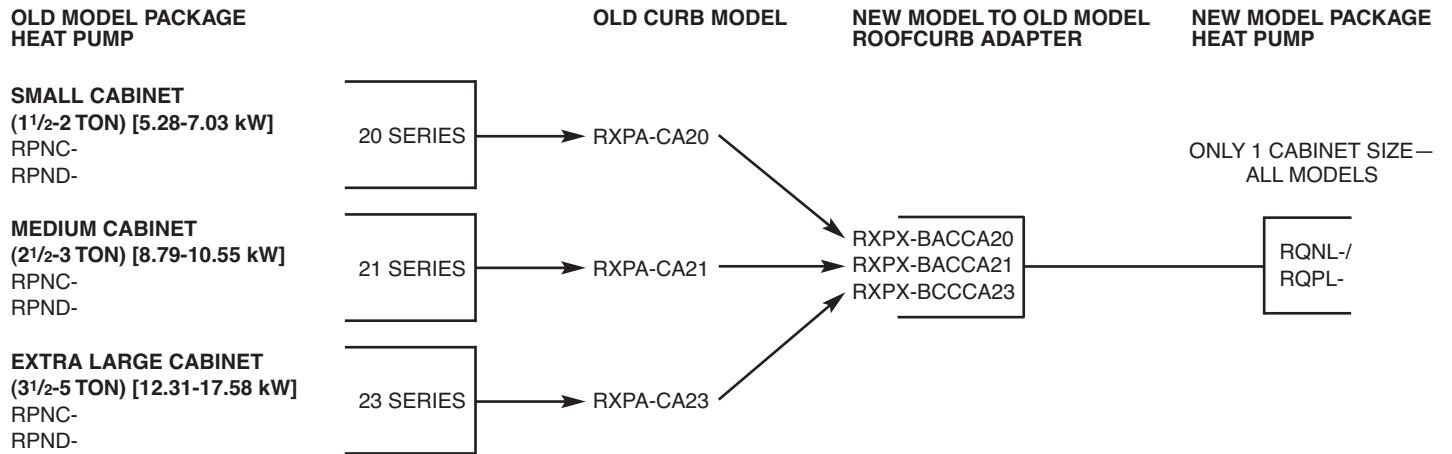 OLD MODEL PACKAGE
HEAT PUMP
OLD CURB MODEL
NEW MODEL TO OLD MODEL
ROOFCURB ADAPTER
NEW MODEL PACKAGE
HEAT PUMP
SMALL CABINET
(1 1/2-2 TON) [5.28-7.03 kW]
RPNC-
RPND-
20 SERIES
RXPA-CA20
MEDIUM CABINET
(2 1/2-3 TON) [8.79-10.55 kW]
RPNC-
RPND-
21 SERIES
RXPA-CA21
EXTRA LARGE CABINET
(3 1/2-5 TON) [12.31-17.58 kW]
RPNC-
RPND-
23 SERIES
RXPA-CA23
RXPX-BACCA20
RXPX-BACCA21
RXPX-BCCCA23
ONLY 1 CABINET SIZE—
ALL MODELS
RQNL-/
RQPL-